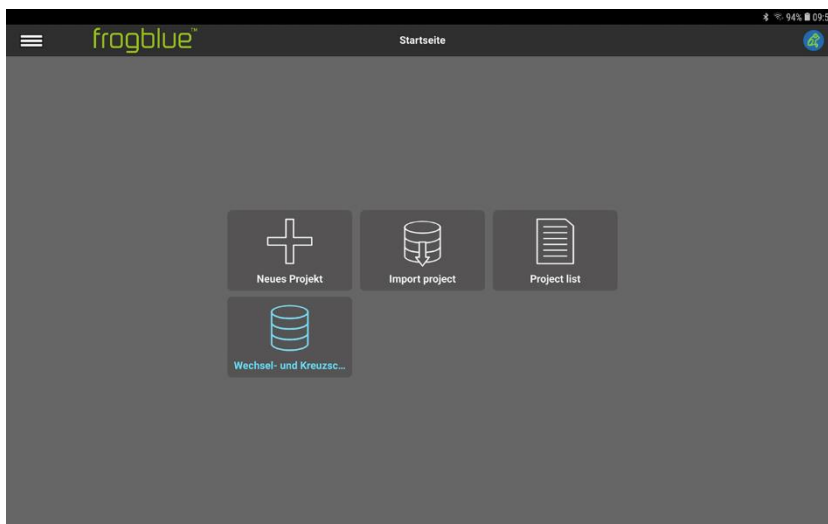 94% 09:5
frogblue™
Startseite
Neues Projekt
Import project
Project list
Wechsel- und Kreuzsc...